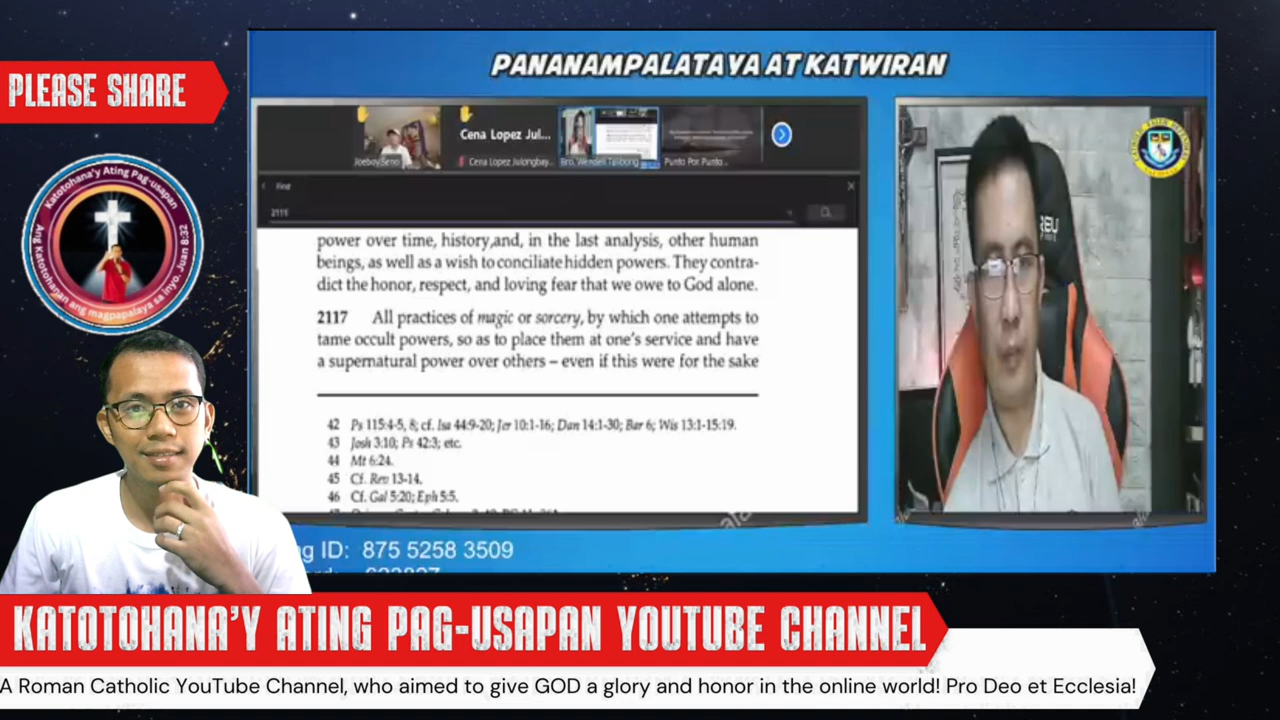 PLEASE SHARE
PANANAMPALATAYA AT KATWIRAN
Katotohana'y Ating Pag-usapan
Ang Katotohanan ang magpapalaya sa inyo. Juan 8:32
Cena Lopez Jul...
JoeboySeno
Cena Lopez Julongbay...
Bro. Wendell Talibong
Punto Por Punto...
Find
power over time, history,and, in the last analysis, other human
beings, as well as a wish to conciliate hidden powers. They contra-
dict the honor, respect, and loving fear that we owe to God alone.
2117 All practices of magic or sorcery, by which one attempts to
tame occult powers, so as to place them at one's service and have
a supernatural power over others – even if this were for the sake
42 Ps 115:4-5, 8; cf. Isa 44:9-20; Jer 10:1-16; Dan 14:1-30; Bar 6; Wis 13:1-15:19.
43 Josh 3:10; Ps 42:3; etc.
44 Mt 6:24.
45 Cf. Rev 13-14.
46 Cf. Gal 5:20; Eph 5:5.
ng ID: 875 5258 3509
KATOTOHANA'Y ATING PAG-USAPAN YOUTUBE CHANNEL
A Roman Catholic YouTube Channel, who aimed to give GOD a glory and honor in the online world! Pro Deo et Ecclesia!